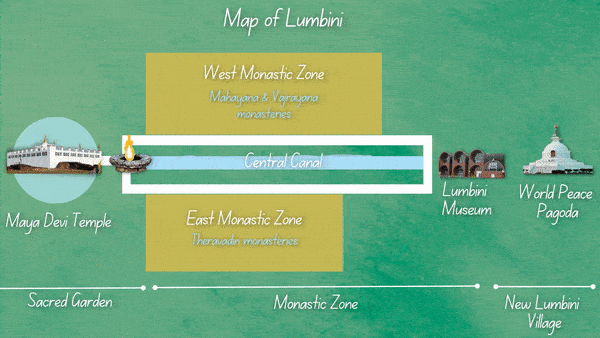 Map of Lumbini
West Monastic Zone
Mahayana & Vajrayana
monasteries
Central Canal
Maya Devi Temple
Lumbini
Museum
World Peace
Pagoda
East Monastic Zone
Theravadin monasteries
Sacred Garden
Monastic Zone
New Lumbini
Village